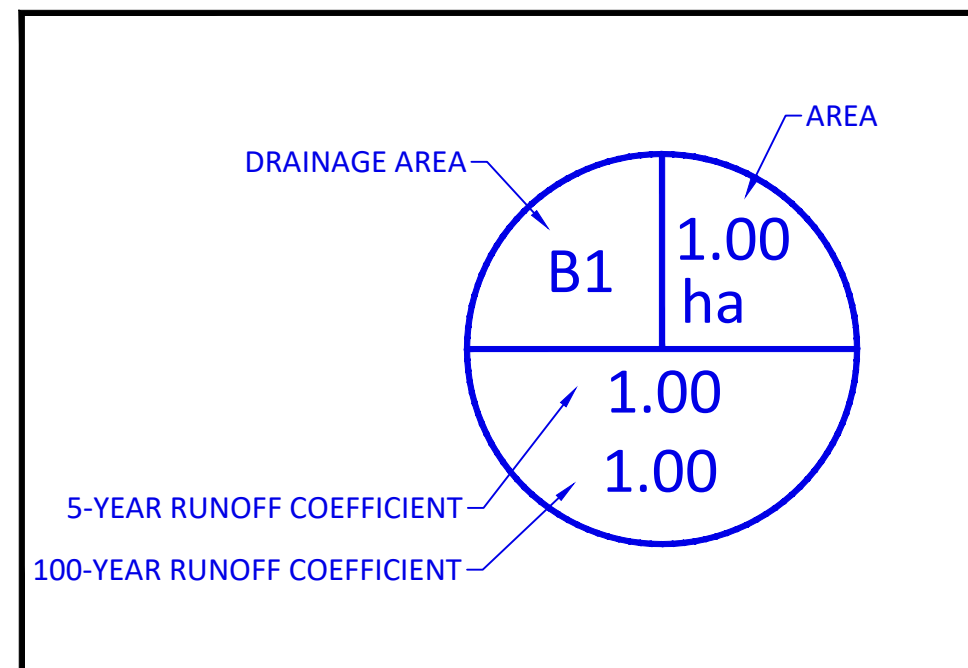 AREA
DRAINAGE AREA
1.00
B1
ha
1.00
1.00
5-YEAR RUNOFF COEFFICIENT
100-YEAR RUNOFF COEFFICIENT